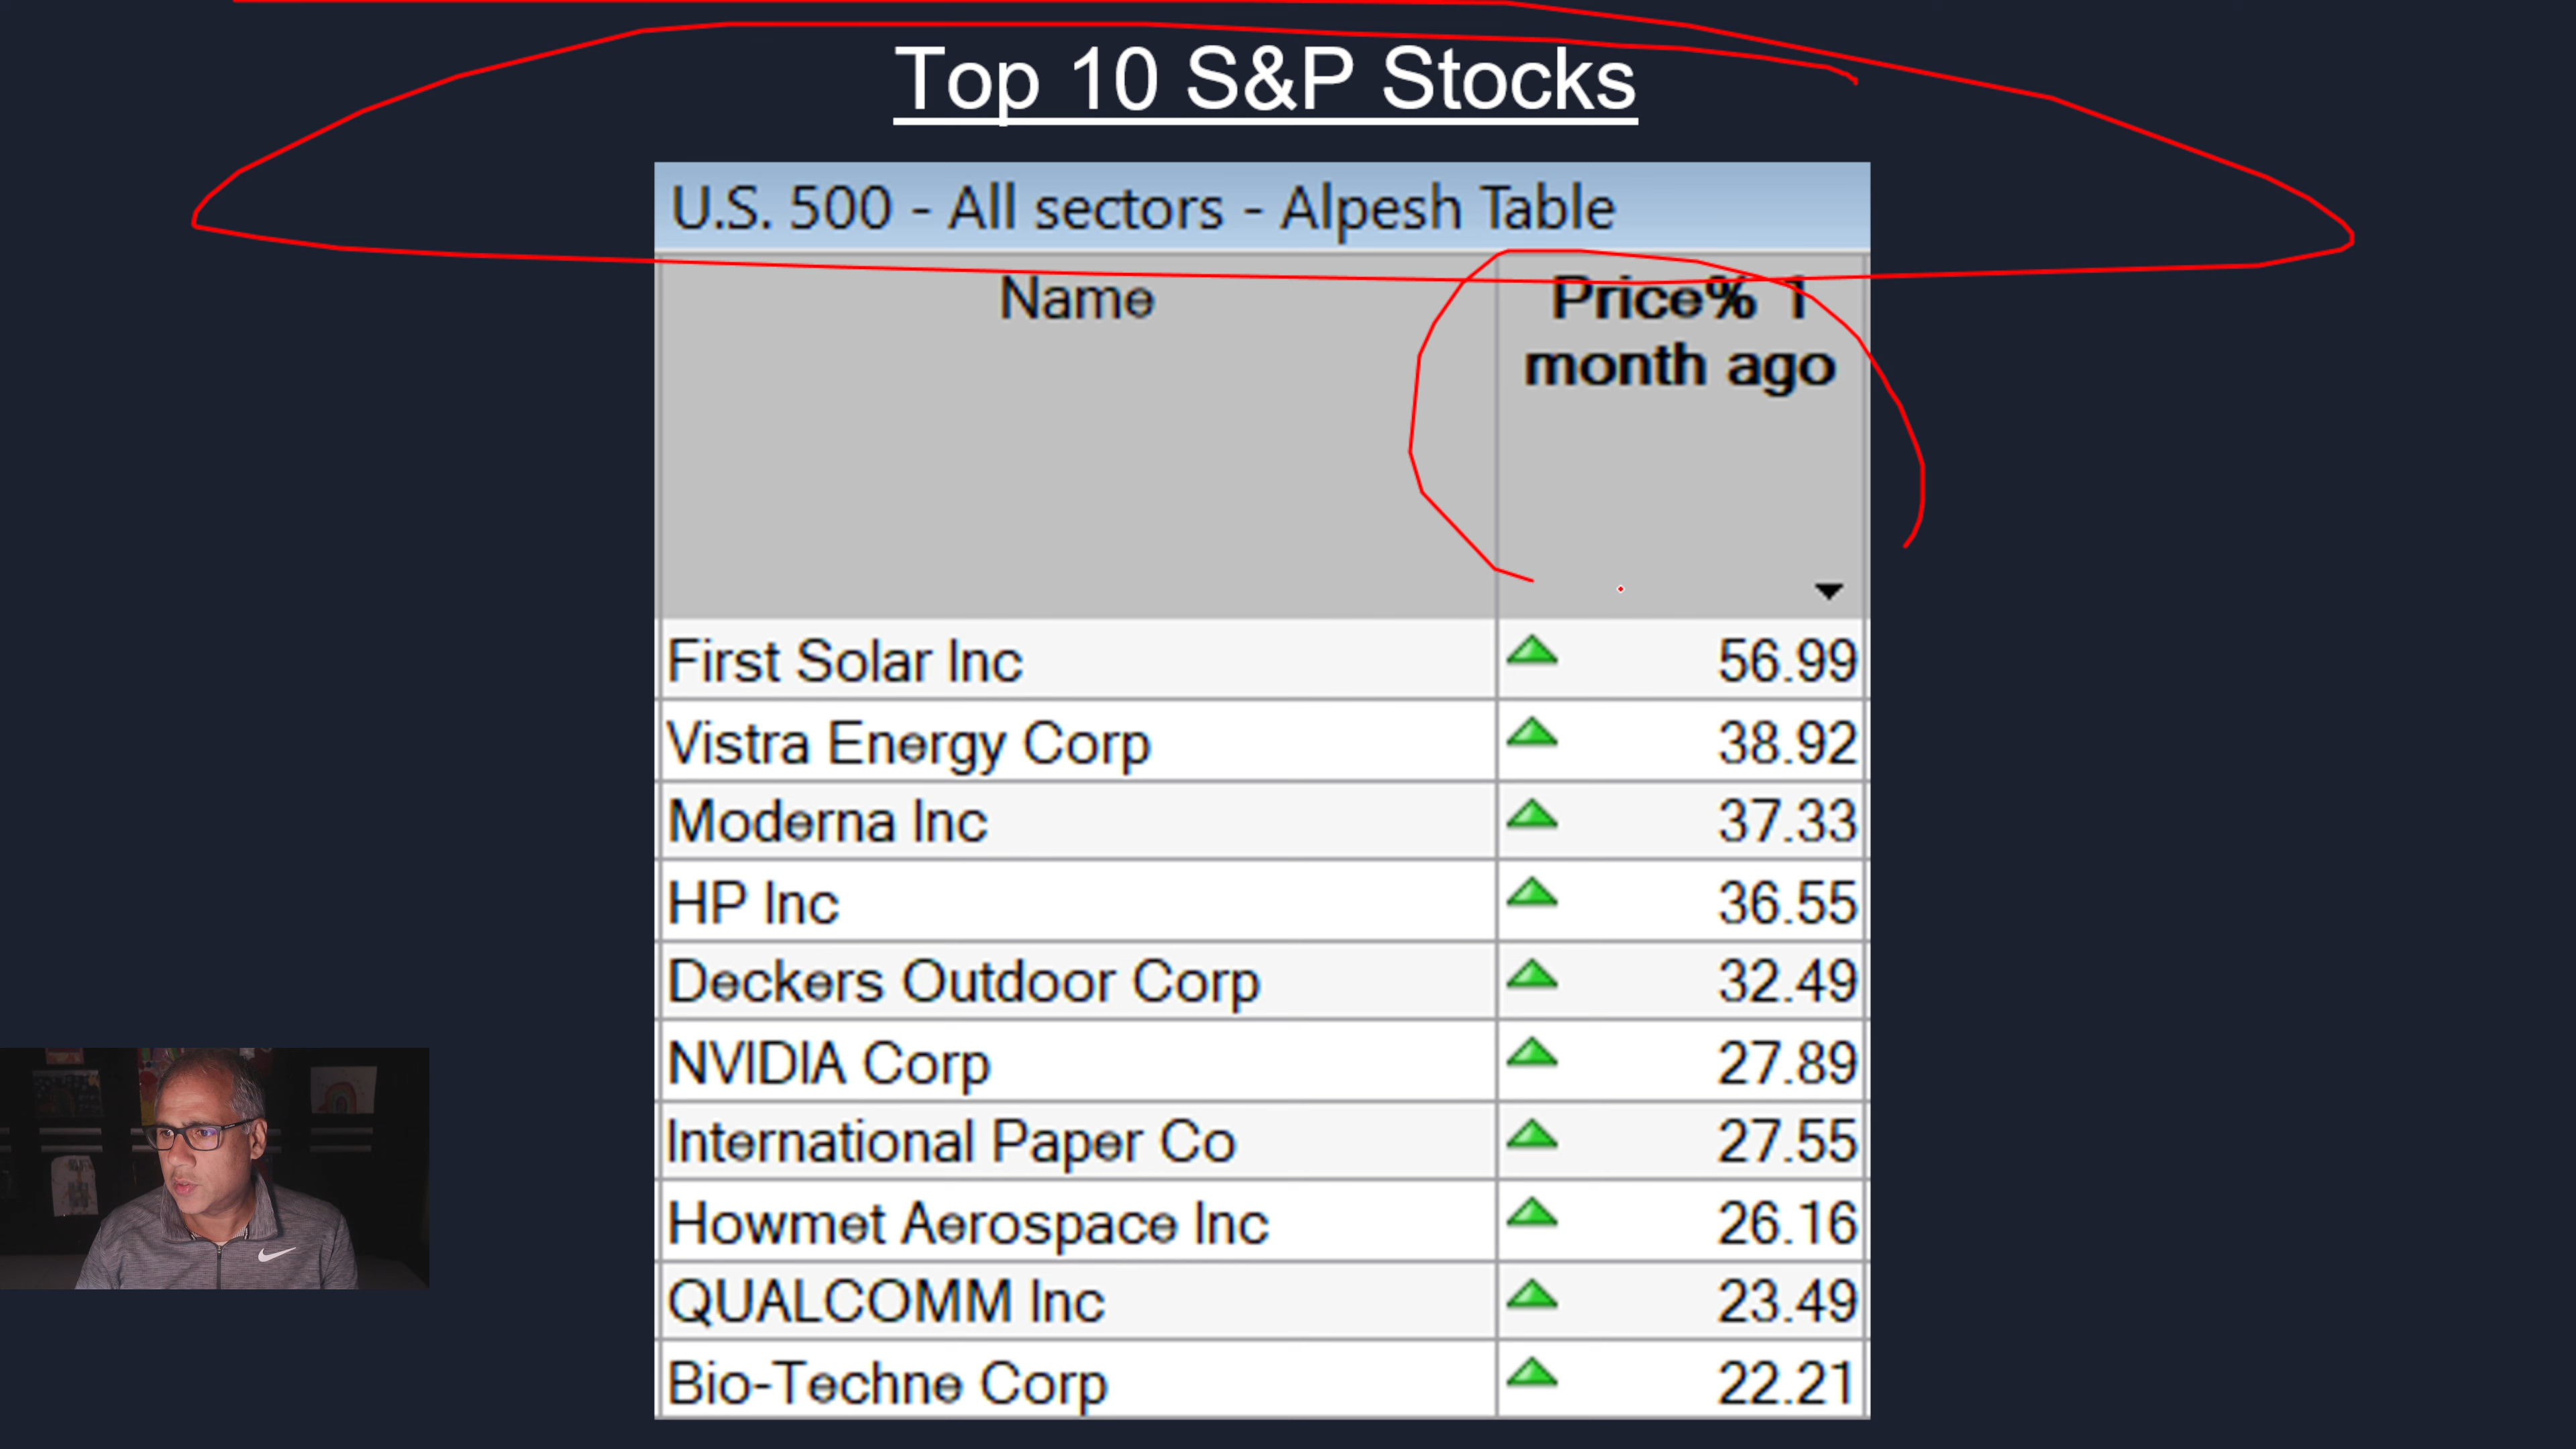 Top 10 S&P Stocks
U.S. 500 - All sectors - Alpesh Table
Name
Price% 1
month ago
First Solar Inc 56.99
Vistra Energy Corp 38.92
Moderna Inc 37.33
HP Inc 36.55
Deckers Outdoor Corp 32.49
NVIDIA Corp 27.89
International Paper Co 27.55
Howmet Aerospace Inc 26.16
QUALCOMM Inc 23.49
Bio-Techne Corp 22.21